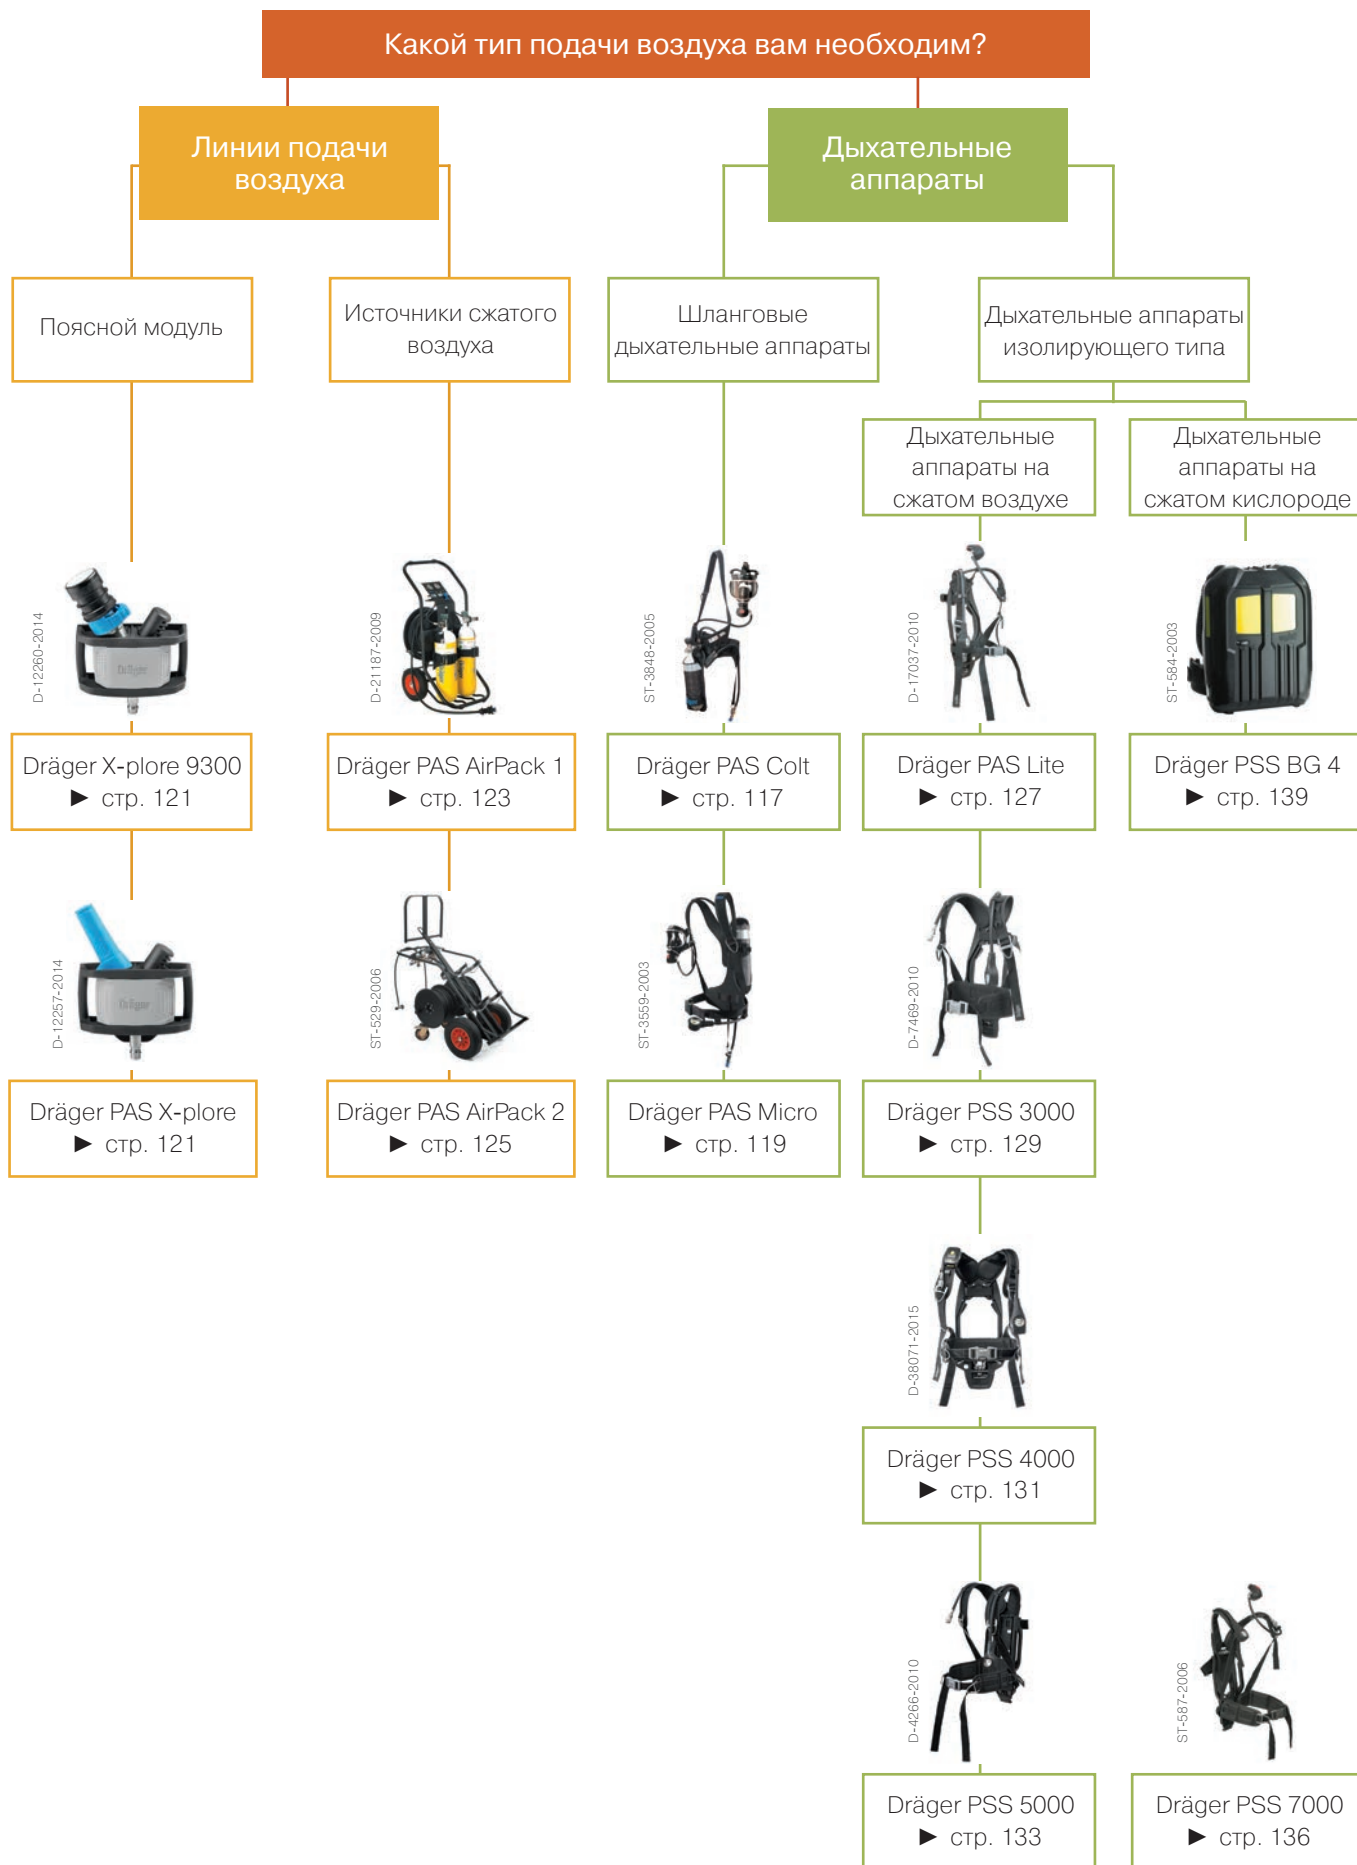 Какой тип подачи воздуха вам необходим?
Линии подачи
воздуха
Дыхательные
аппараты
Поясной модуль
Источники сжатого
воздуха
Шланговые
дыхательные аппараты
Дыхательные аппараты
изолирующего типа
Дыхательные
аппараты на
сжатом воздухе
Дыхательные
аппараты на
сжатом кислороде
D-12260-2014
Dräger
D-21187-2009
ST-3848-2005
D-17037-2010
ST-584-2003
Dräger X-plore 9300
► стр. 121
Dräger PAS AirPack 1
► стр. 123
Dräger PAS Colt
► стр. 117
Dräger PAS Lite
► стр. 127
Dräger PSS BG 4
► стр. 139
D-12257-2014
Dräger
ST-529-2006
ST-3559-2003
D-7469-2010
Dräger PAS X-plore
► стр. 121
Dräger PAS AirPack 2
► стр. 125
Dräger PAS Micro
► стр. 119
Dräger PSS 3000
► стр. 129
D-38071-2015
Dräger PSS 4000
► стр. 131
D-4266-2010
ST-587-2006
Dräger PSS 5000
► стр. 133
Dräger PSS 7000
► стр. 136